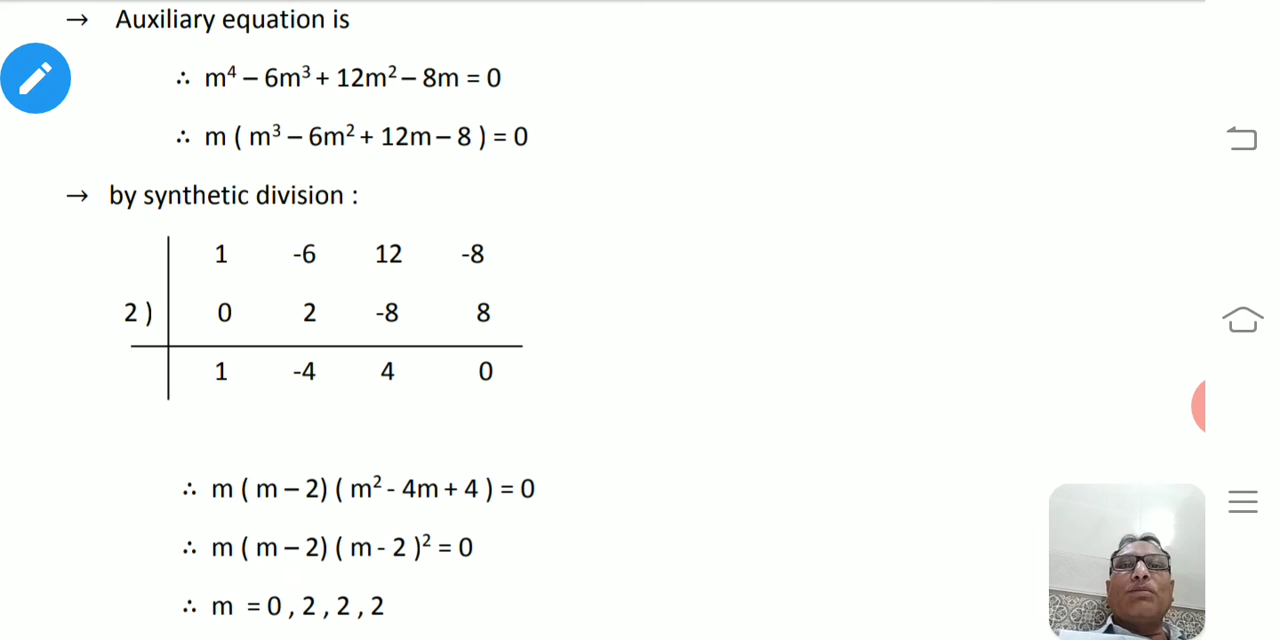 → Auxiliary equation is
∴ m⁴ – 6m³ + 12m² – 8m = 0
∴ m ( m³ – 6m² + 12m – 8 ) = 0
→ by synthetic division :
1 -6 12 -8
2 ) 0 2 -8 8
1 -4 4 0
∴ m ( m – 2) ( m² - 4m + 4 ) = 0
∴ m ( m – 2) ( m - 2 )² = 0
∴ m = 0 , 2 , 2 , 2